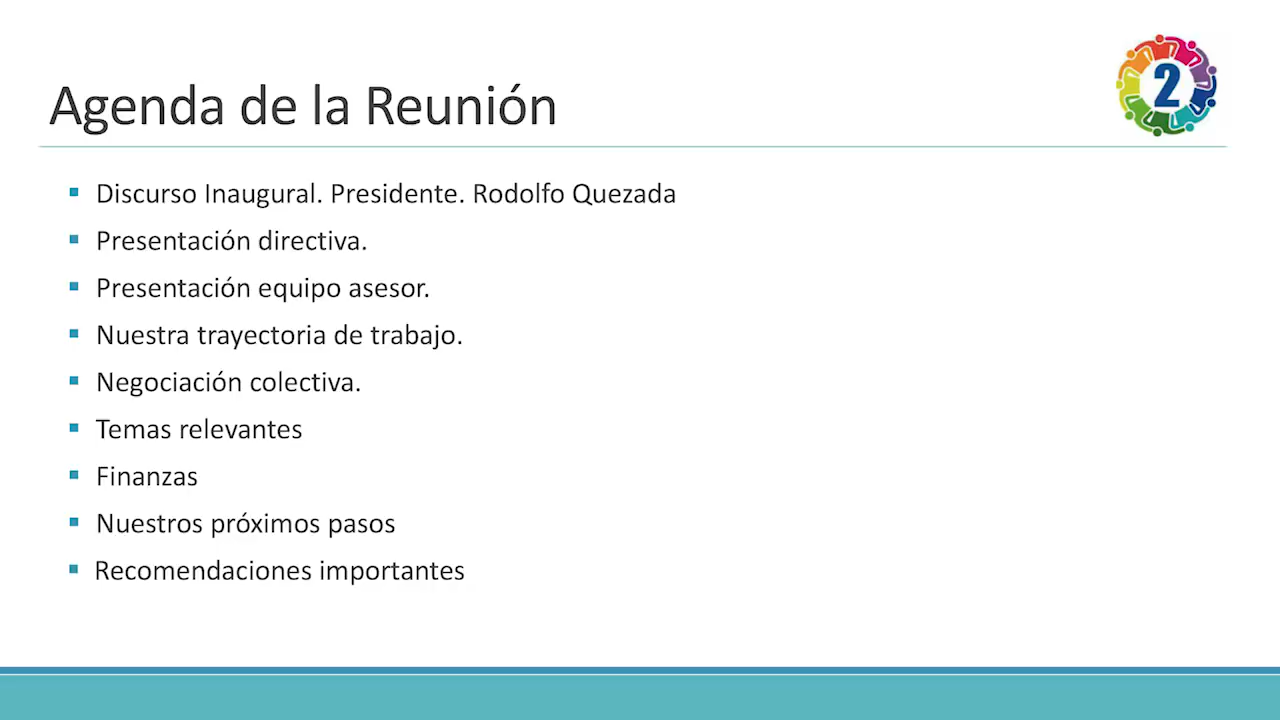 Agenda de la Reunión
2
Discurso Inaugural. Presidente. Rodolfo Quezada
Presentación directiva.
Presentación equipo asesor.
Nuestra trayectoria de trabajo.
Negociación colectiva.
Temas relevantes
Finanzas
Nuestros próximos pasos
Recomendaciones importantes